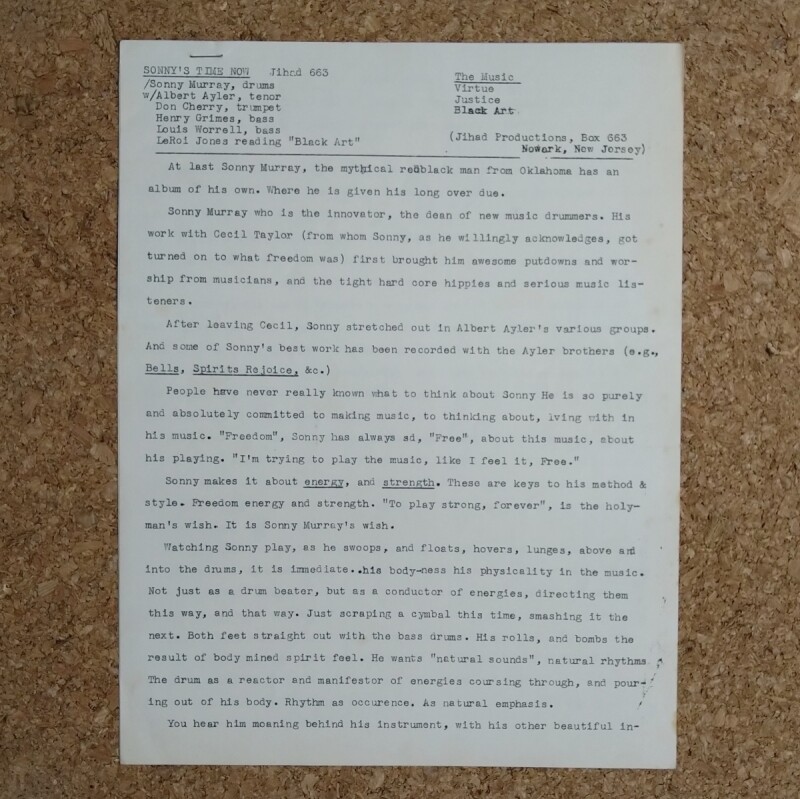 SONNY'S TIME NOW Jihad 663
/Sonny Murray, drums
w/Albert Ayler, tenor
Don Cherry, trumpet
Henry Grimes, bass
Louis Worrell, bass
LeRoi Jones reading "Black Art"
The Music
Virtue
Justice
Black Art
(Jihad Productions, Box 663
Newark, New Jersey)
At last Sonny Murray, the mythical redblack man from Oklahoma has an
album of his own. Where he is given his long over due.
Sonny Murray who is the innovator, the dean of new music drummers. His
work with Cecil Taylor (from whom Sonny, as he willingly acknowledges, got
turned on to what freedom was) first brought him awesome putdowns and wor-
ship from musicians, and the tight hard core hippies and serious music lis-
teners.
After leaving Cecil, Sonny stretched out in Albert Ayler's various groups.
And some of Sonny's best work has been recorded with the Ayler brothers (e.g.,
Bells, Spirits Rejoice, &c.)
People have never really known what to think about Sonny He is so purely
and absolutely committed to making music, to thinking about, lving with in
his music. "Freedom", Sonny has always sd, "Free", about this music, about
his playing. "I'm trying to play the music, like I feel it, Free."
Sonny makes it about energy, and strength. These are keys to his method &
style. Freedom energy and strength. "To play strong, forever", is the holy-
man's wish. It is Sonny Murray's wish.
Watching Sonny play, as he swoops, and floats, hovers, lunges, above and
into the drums, it is immediate..his body-ness his physicality in the music.
Not just as a drum beater, but as a conductor of energies, directing them
this way, and that way. Just scraping a cymbal this time, smashing it the
next. Both feet straight out with the bass drums. His rolls, and bombs the
result of body mined spirit feel. He wants "natural sounds", natural rhythms.
The drum as a reactor and manifestor of energies coursing through, and pour-
ing out of his body. Rhythm as occurence. As natural emphasis.
You hear him moaning behind his instrument, with his other beautiful in-